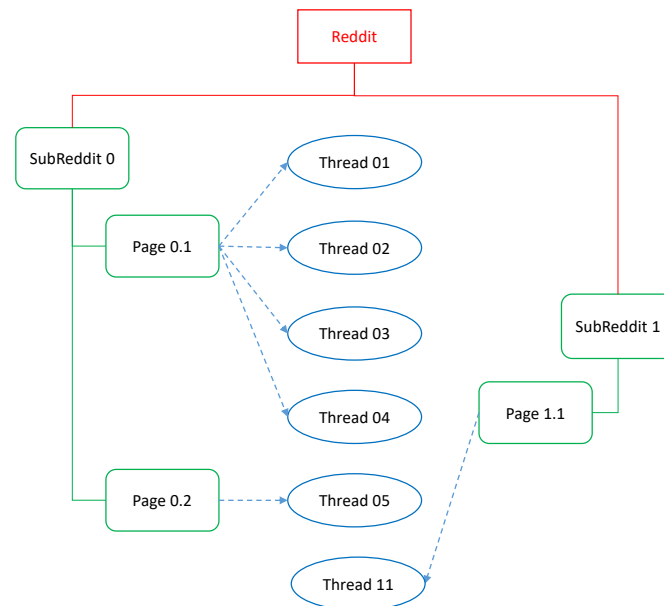 Reddit
SubReddit 0
Thread 01
Page 0.1
Thread 02
SubReddit 1
Thread 03
Page 1.1
Thread 04
Page 0.2
Thread 05
Thread 11